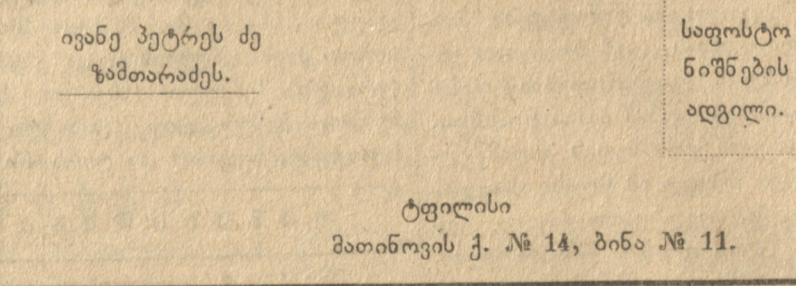 ივანე პეტრეს ძე
ზამთარაძეს.
საფოსტო
ნიშნების
ადგილი.
ტფილისი
მათინოვის ქ. № 14, ბინა № 11.